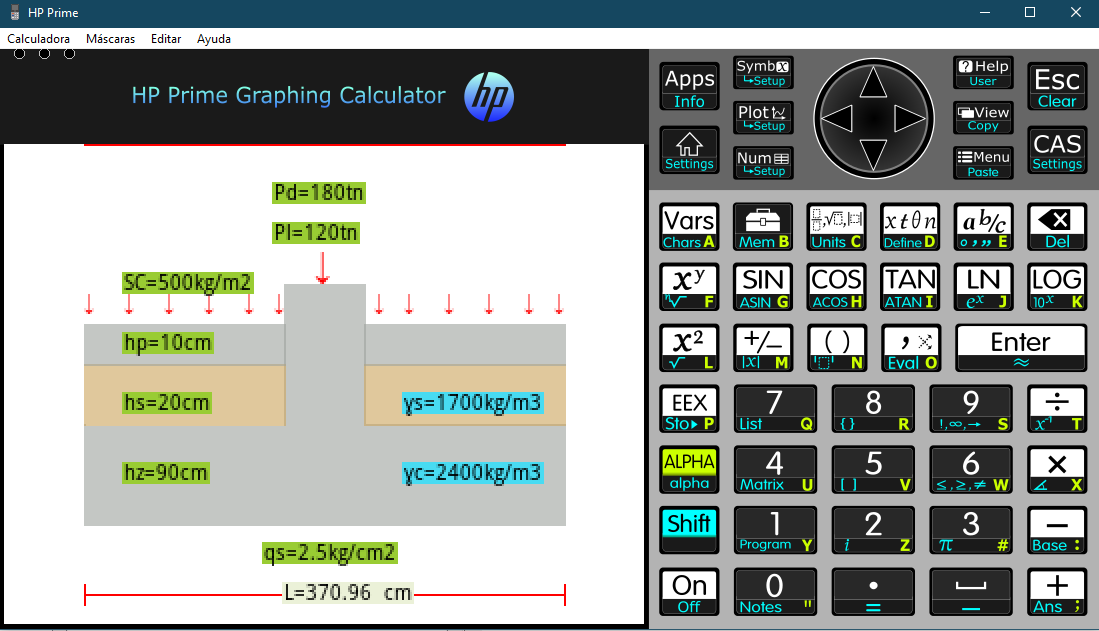 HP Prime
Calculadora Máscaras Editar Ayuda
HP Prime Graphing Calculator hp
Pd=180tn
Pl=120tn
SC=500kg/m2
hp=10cm
hs=20cm
γs=1700kg/m3
hz=90cm
γc=2400kg/m3
qs=2.5kg/cm2
L=370.96 cm
Apps Symb Help Esc
Info ↳Setup User Clear
Plot View
↳Setup Copy
Num Menu CAS
Settings ↳Setup Paste Settings
Vars x t θ n a b/c
Chars A Mem B Units C Define D ° ’ ” E Del
x^y SIN COS TAN LN LOG
ⁿ√ F ASIN G ACOS H ATAN I e^x J 10^x K
x² +/− ( ) , Enter
√ L |x| M N Eval O ≈
EEX 7 8 9 ÷
Sto▸ P List Q { } R !,∞,→ S x⁻¹ T
ALPHA 4 5 6 ×
alpha Matrix U [ ] V ≤,≥,≠ W ∡ X
Shift 1 2 3 −
Program Y i Z π # Base :
On 0 . +
Off Notes " = _ Ans ;